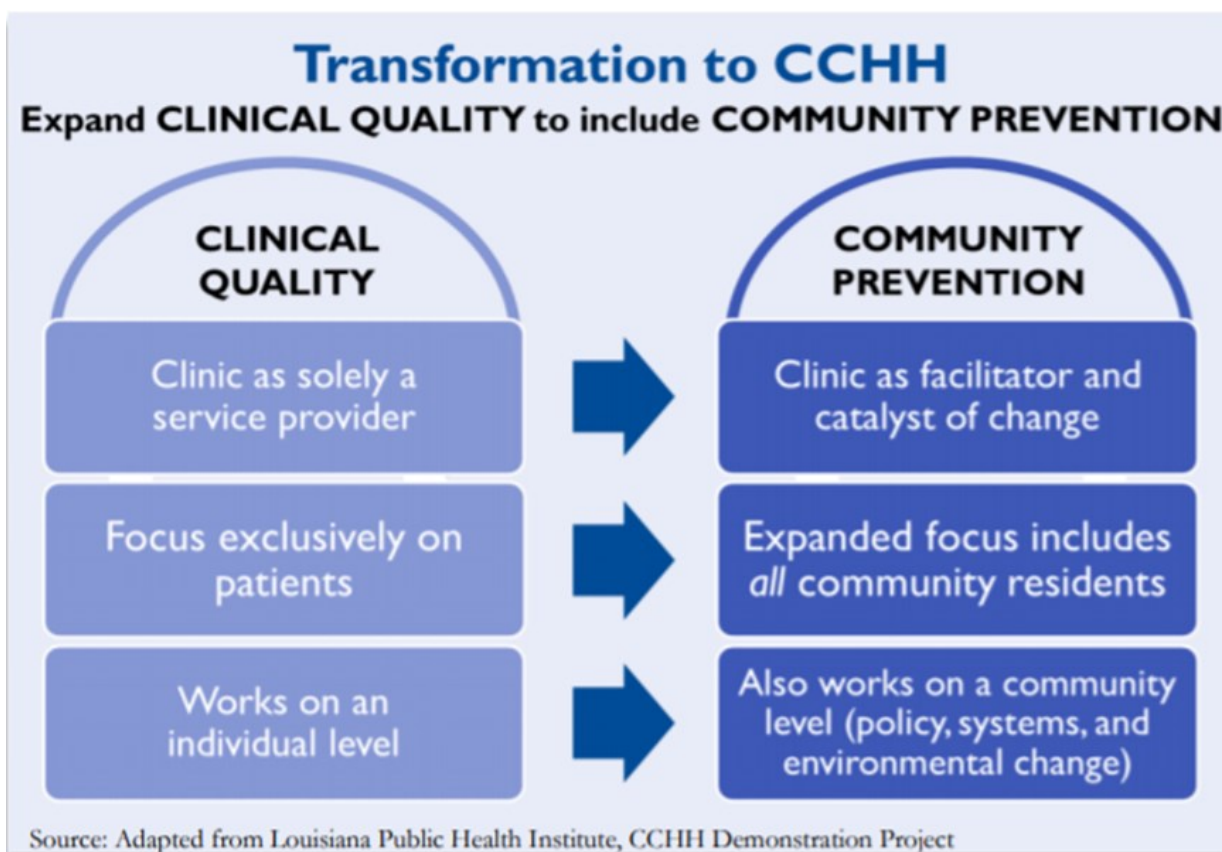 Transformation to CCHH
Expand CLINICAL QUALITY to include COMMUNITY PREVENTION
CLINICAL
QUALITY
COMMUNITY
PREVENTION
Clinic as solely a
service provider
Clinic as facilitator and
catalyst of change
Focus exclusively on
patients
Expanded focus includes
all community residents
Works on an
individual level
Also works on a community
level (policy, systems, and
environmental change)
Source: Adapted from Louisiana Public Health Institute, CCHH Demonstration Project